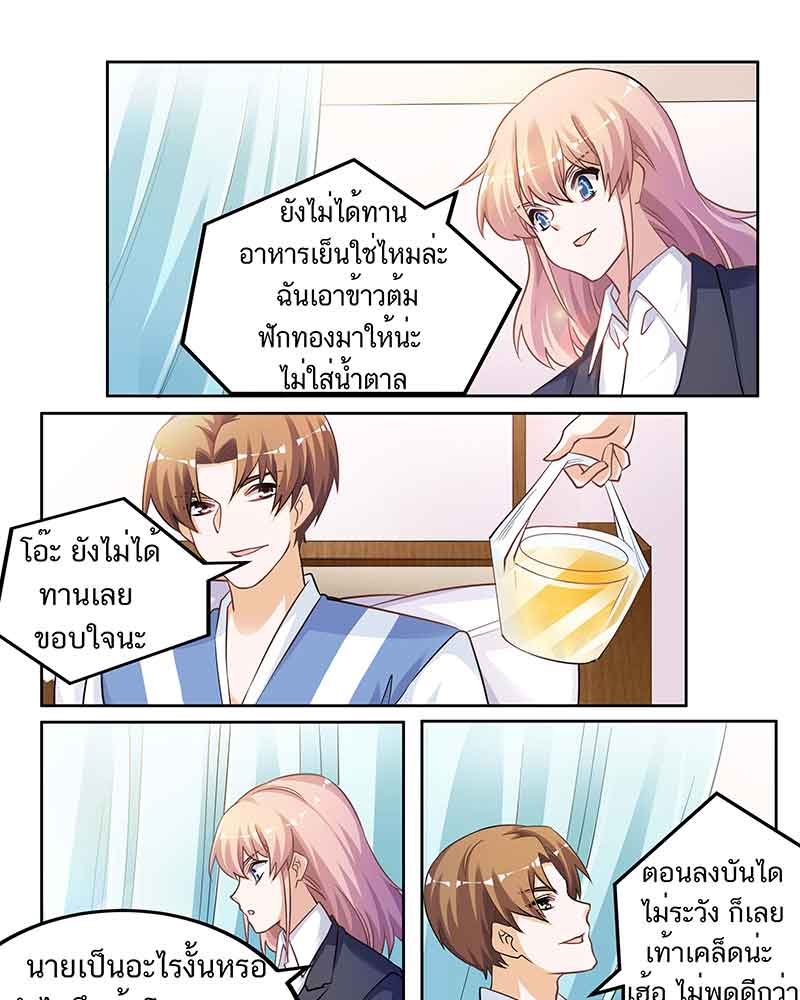 ยังไม่ได้ทาน
อาหารเย็นใช่ไหมล่ะ
ฉันเอาข้าวต้ม
ฟักทองมาให้น่ะ
ไม่ใส่น้ำตาล
โอ๊ะ ยังไม่ได้
ทานเลย
ขอบใจนะ
นายเป็นอะไรงั้นหรอ
ตอนลงบันได
ไม่ระวัง ก็เลย
เท้าเคล็ดน่ะ
เฮ้อ ไม่พูดดีกว่า